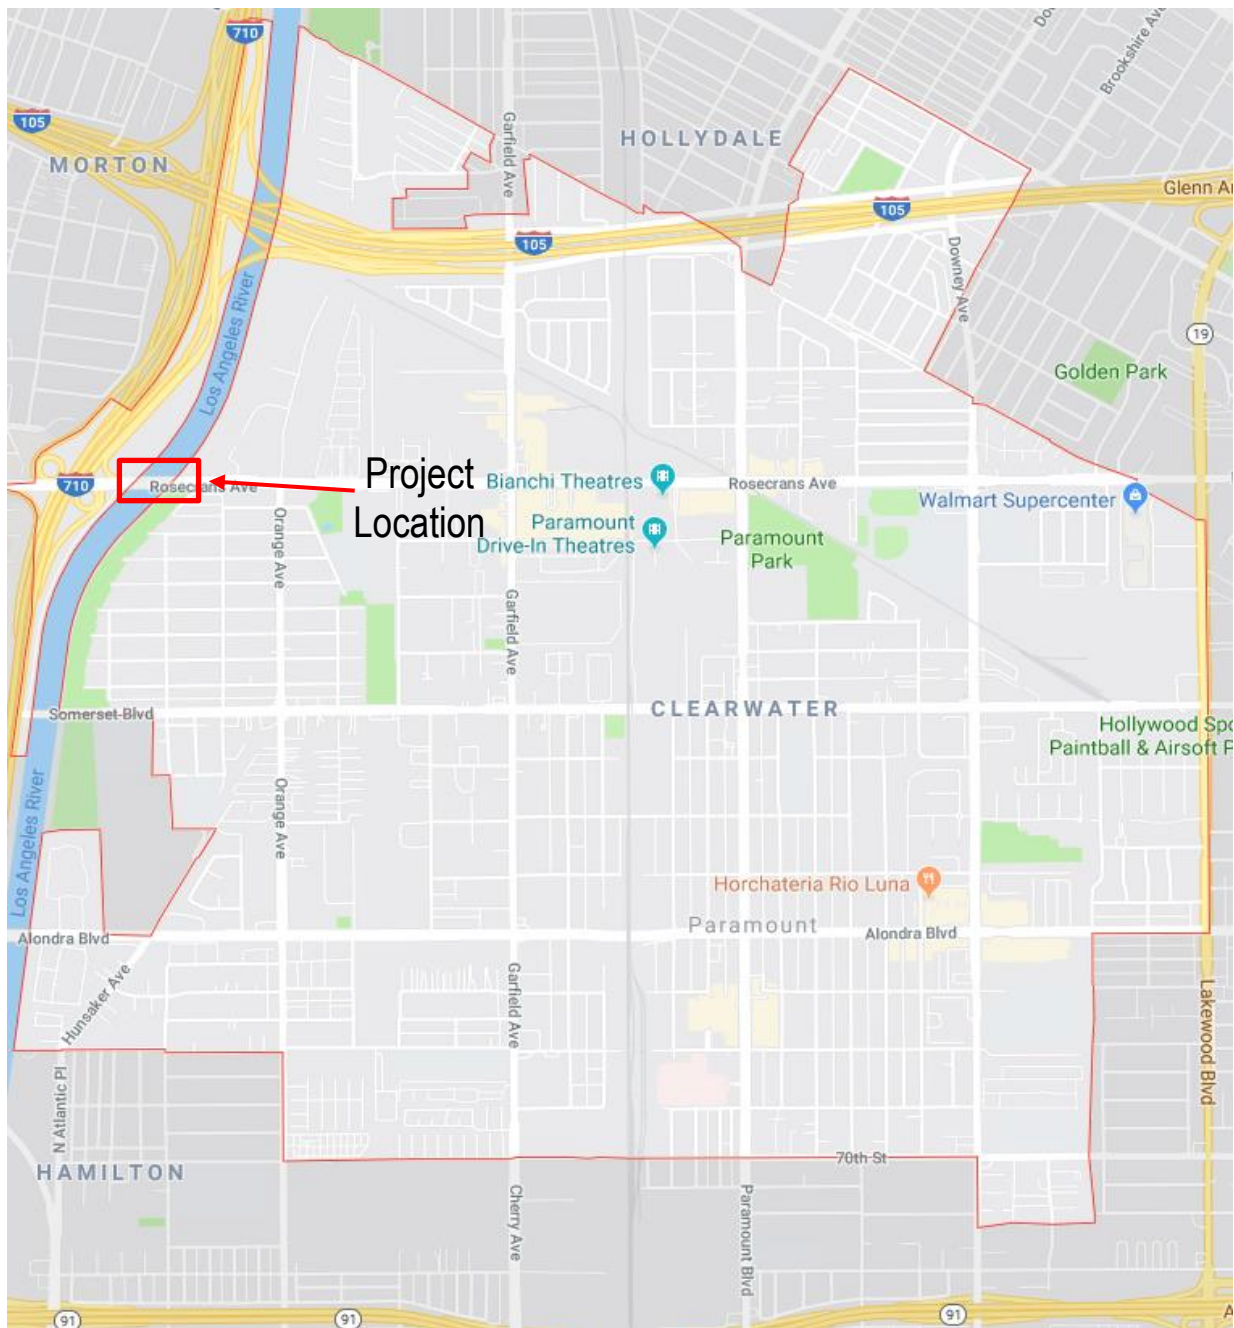 710
105
MORTON
Garfield Ave
HOLLYDALE
Brookshire Ave
Glenn A
105
105
Downey Ave
Los Angeles River
19
Golden Park
710
Rosecrans Ave
Project
Location
Bianchi Theatres
Rosecrans Ave
Walmart Supercenter
Paramount
Drive-In Theatres
Paramount
Park
Orange Ave
Garfield Ave
Somerset Blvd
CLEARWATER
Hollywood Spo
Paintball & Airsoft P
Los Angeles River
Orange Ave
Horchateria Rio Luna
Paramount
Alondra Blvd
Alondra Blvd
Hunsaker Ave
Garfield Ave
Lakewood Blvd
N Atlantic Pl
HAMILTON
70th St
Cherry Ave
Paramount Blvd
91
91
91
A